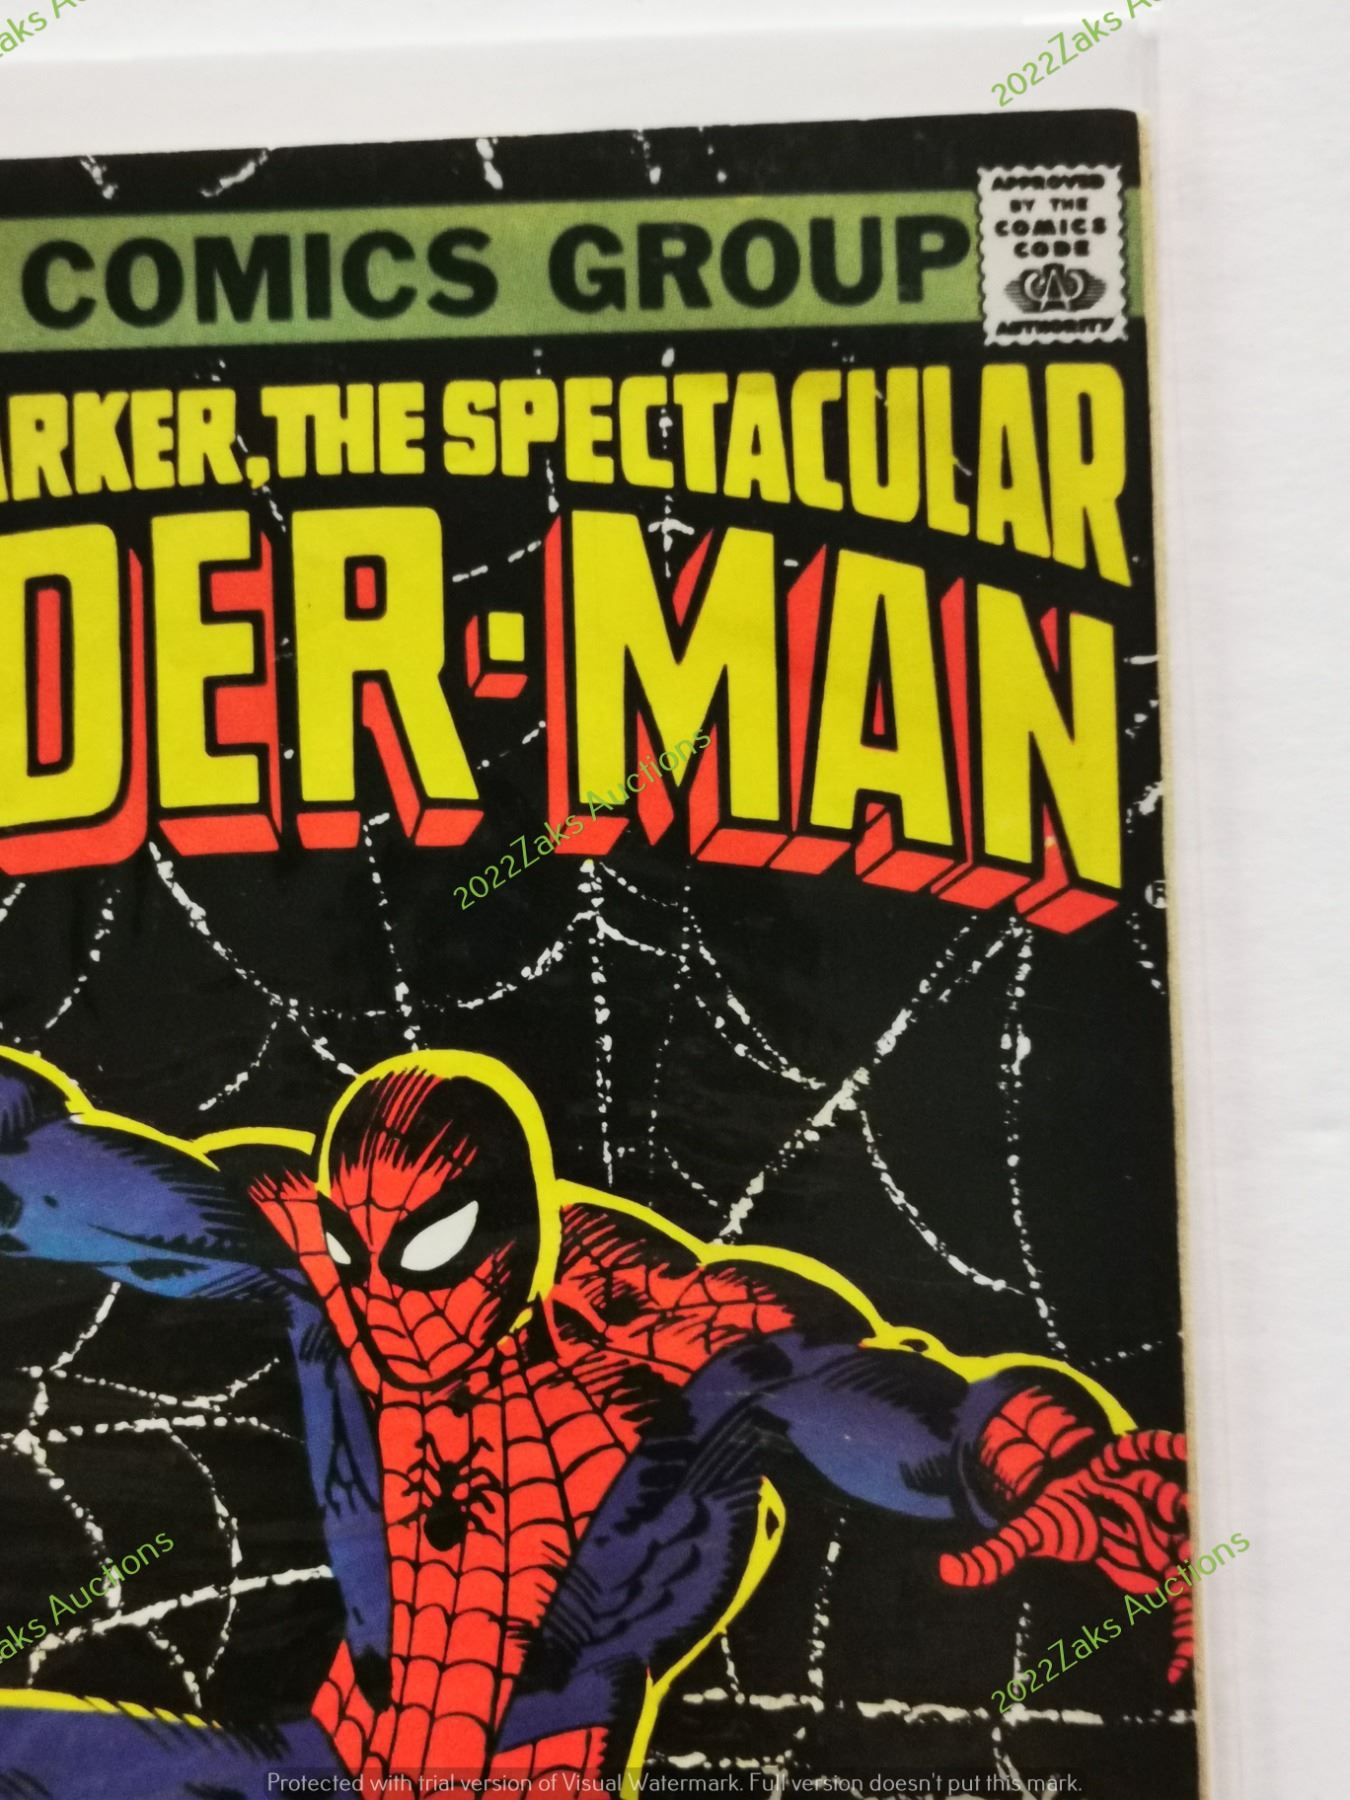 aks A
2022Zaks A
COMICS GROUP
APPROVED
BY THE
COMICS
CODE
A
AUTHORITY
ARKER, THE SPECTACULAR
DER-MAN
®
2022Zaks Auctions
aks Auctions
2022Zaks Auctions
Protected with trial version of Visual Watermark. Full version doesn't put this mark.